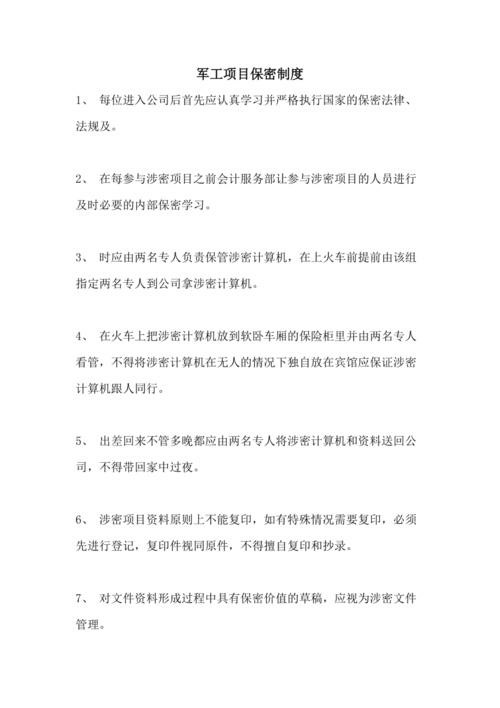 军工项目保密制度
1、 每位进入公司后首先应认真学习并严格执行国家的保密法律、
法规及。
2、 在每参与涉密项目之前会计服务部让参与涉密项目的人员进行
及时必要的内部保密学习。
3、 时应由两名专人负责保管涉密计算机，在上火车前提前由该组
指定两名专人到公司拿涉密计算机。
4、 在火车上把涉密计算机放到软卧车厢的保险柜里并由两名专人
看管，不得将涉密计算机在无人的情况下独自放在宾馆应保证涉密
计算机跟人同行。
5、 出差回来不管多晚都应由两名专人将涉密计算机和资料送回公
司，不得带回家中过夜。
6、 涉密项目资料原则上不能复印，如有特殊情况需要复印，必须
先进行登记，复印件视同原件，不得擅自复印和抄录。
7、 对文件资料形成过程中具有保密价值的草稿，应视为涉密文件
管理。